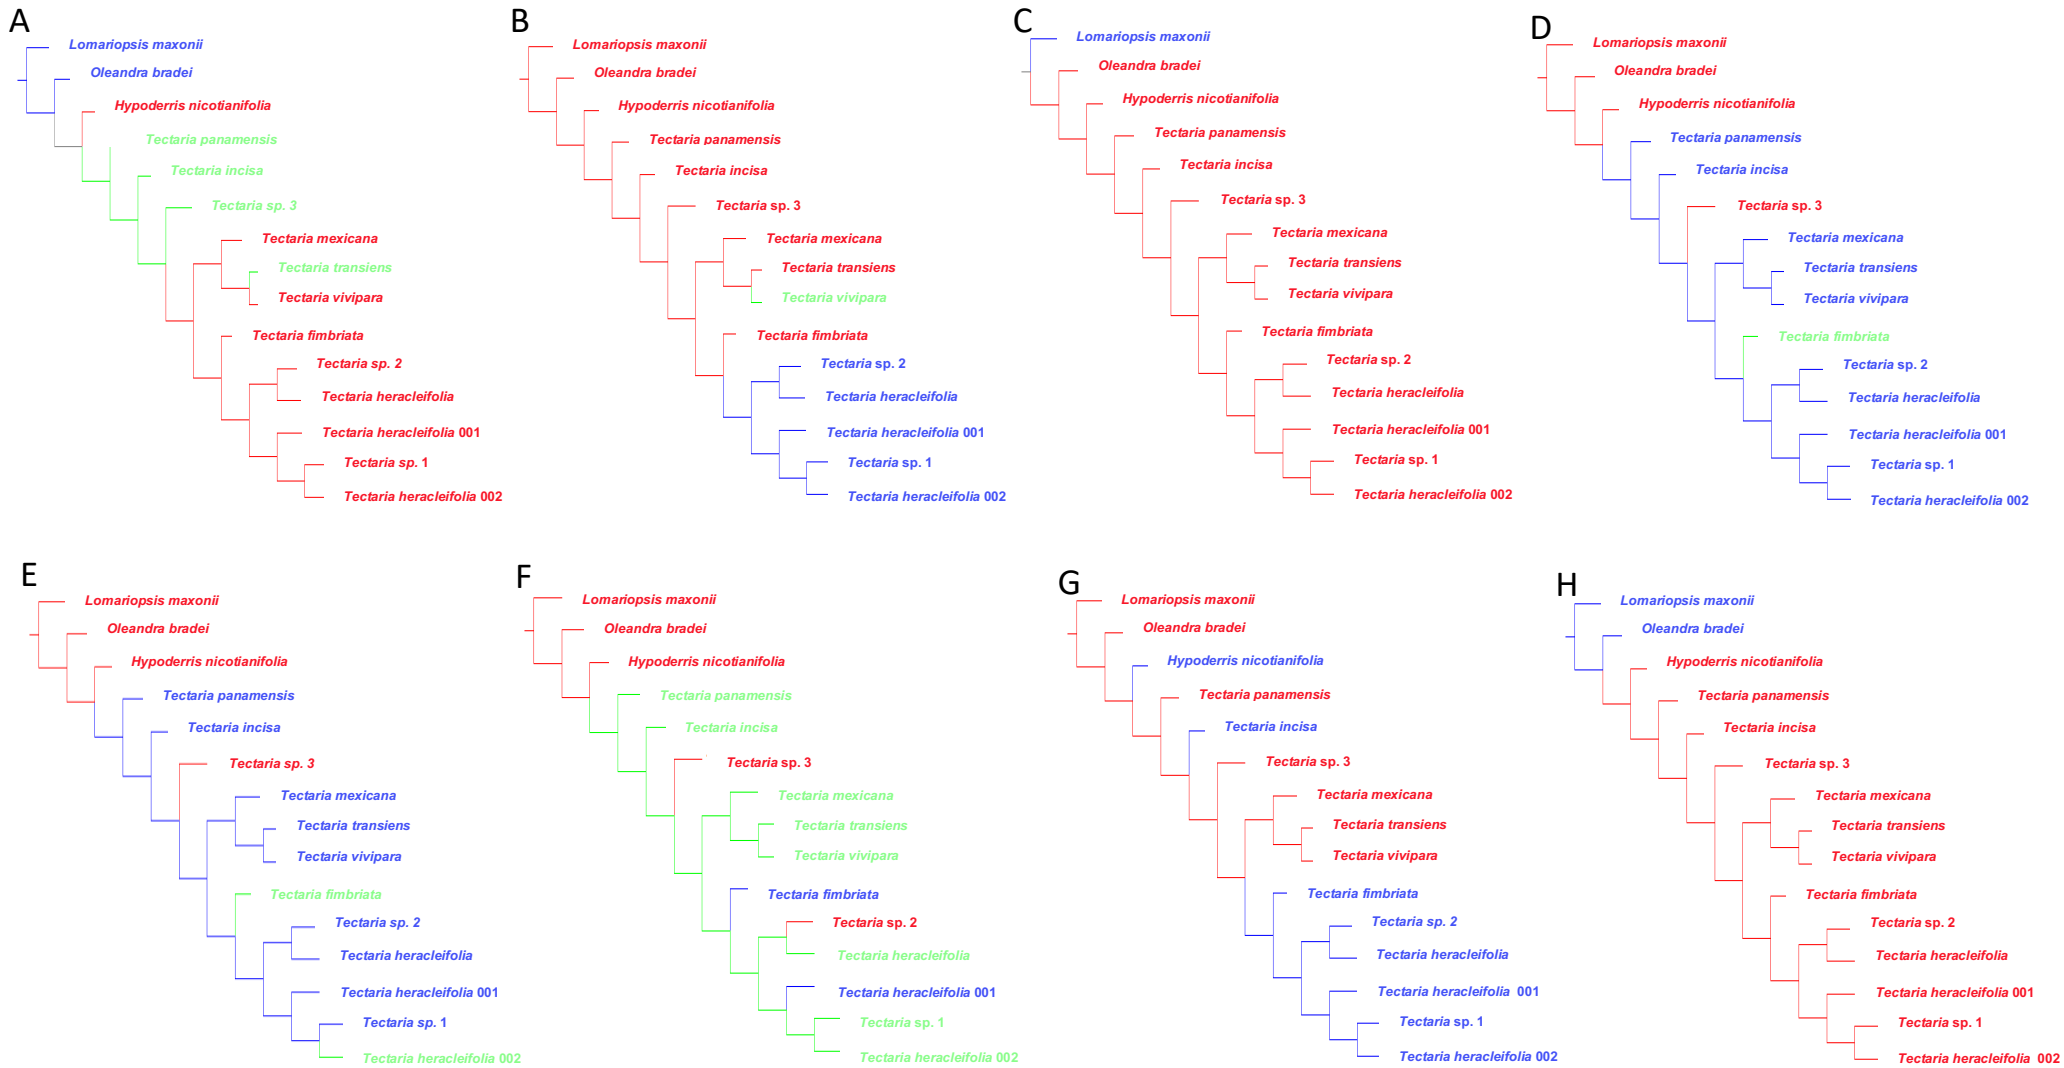 A
Lomariopsis maxonii
Oleandra bradei
Hypoderris nicotianifolia
Tectaria panamensis
Tectaria incisa
Tectaria sp. 3
Tectaria mexicana
Tectaria transiens
Tectaria vivipara
Tectaria fimbriata
Tectaria sp. 2
Tectaria heracleifolia
Tectaria heracleifolia 001
Tectaria sp. 1
Tectaria heracleifolia 002
B
Lomariopsis maxonii
Oleandra bradei
Hypoderris nicotianifolia
Tectaria panamensis
Tectaria incisa
Tectaria sp. 3
Tectaria mexicana
Tectaria transiens
Tectaria vivipara
Tectaria fimbriata
Tectaria sp. 2
Tectaria heracleifolia
Tectaria heracleifolia 001
Tectaria sp. 1
Tectaria heracleifolia 002
C
Lomariopsis maxonii
Oleandra bradei
Hypoderris nicotianifolia
Tectaria panamensis
Tectaria incisa
Tectaria sp. 3
Tectaria mexicana
Tectaria transiens
Tectaria vivipara
Tectaria fimbriata
Tectaria sp. 2
Tectaria heracleifolia
Tectaria heracleifolia 001
Tectaria sp. 1
Tectaria heracleifolia 002
D
Lomariopsis maxonii
Oleandra bradei
Hypoderris nicotianifolia
Tectaria panamensis
Tectaria incisa
Tectaria sp. 3
Tectaria mexicana
Tectaria transiens
Tectaria vivipara
Tectaria fimbriata
Tectaria sp. 2
Tectaria heracleifolia
Tectaria heracleifolia 001
Tectaria sp. 1
Tectaria heracleifolia 002
E
Lomariopsis maxonii
Oleandra bradei
Hypoderris nicotianifolia
Tectaria panamensis
Tectaria incisa
Tectaria sp. 3
Tectaria mexicana
Tectaria transiens
Tectaria vivipara
Tectaria fimbriata
Tectaria sp. 2
Tectaria heracleifolia
Tectaria heracleifolia 001
Tectaria sp. 1
Tectaria heracleifolia 002
F
Lomariopsis maxonii
Oleandra bradei
Hypoderris nicotianifolia
Tectaria panamensis
Tectaria incisa
Tectaria sp. 3
Tectaria mexicana
Tectaria transiens
Tectaria vivipara
Tectaria fimbriata
Tectaria sp. 2
Tectaria heracleifolia
Tectaria heracleifolia 001
Tectaria sp. 1
Tectaria heracleifolia 002
G
Lomariopsis maxonii
Oleandra bradei
Hypoderris nicotianifolia
Tectaria panamensis
Tectaria incisa
Tectaria sp. 3
Tectaria mexicana
Tectaria transiens
Tectaria vivipara
Tectaria fimbriata
Tectaria sp. 2
Tectaria heracleifolia
Tectaria heracleifolia 001
Tectaria sp. 1
Tectaria heracleifolia 002
H
Lomariopsis maxonii
Oleandra bradei
Hypoderris nicotianifolia
Tectaria panamensis
Tectaria incisa
Tectaria sp. 3
Tectaria mexicana
Tectaria transiens
Tectaria vivipara
Tectaria fimbriata
Tectaria sp. 2
Tectaria heracleifolia
Tectaria heracleifolia 001
Tectaria sp. 1
Tectaria heracleifolia 002